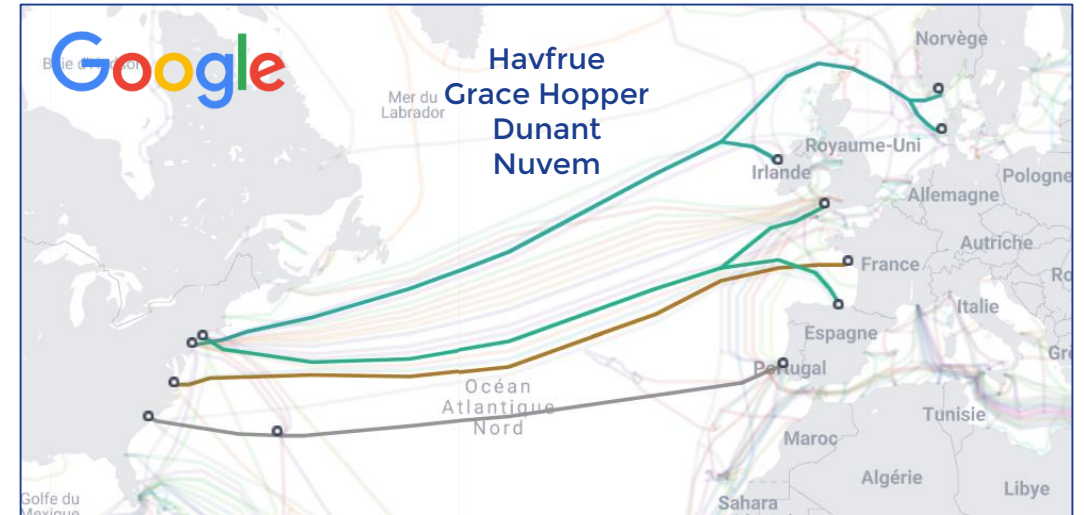 Google
Havfrue
Grace Hopper
Dunant
Nuvem
Norvège
Mer du
Labrador
Royaume-Uni
Irlande
Pologne
Allemagne
Autriche
France
Italie
Espagne
Portugal
Océan
Atlantique
Nord
Tunisie
Maroc
Algérie
Libye
Golfe du
Mexique
Sahara